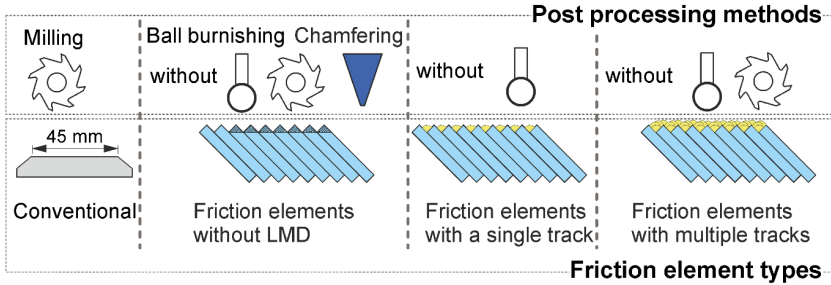 Post processing methods
Milling
Ball burnishing Chamfering
without
without
without
45 mm
Conventional
Friction elements
without LMD
Friction elements
with a single track
Friction elements
with multiple tracks
Friction element types